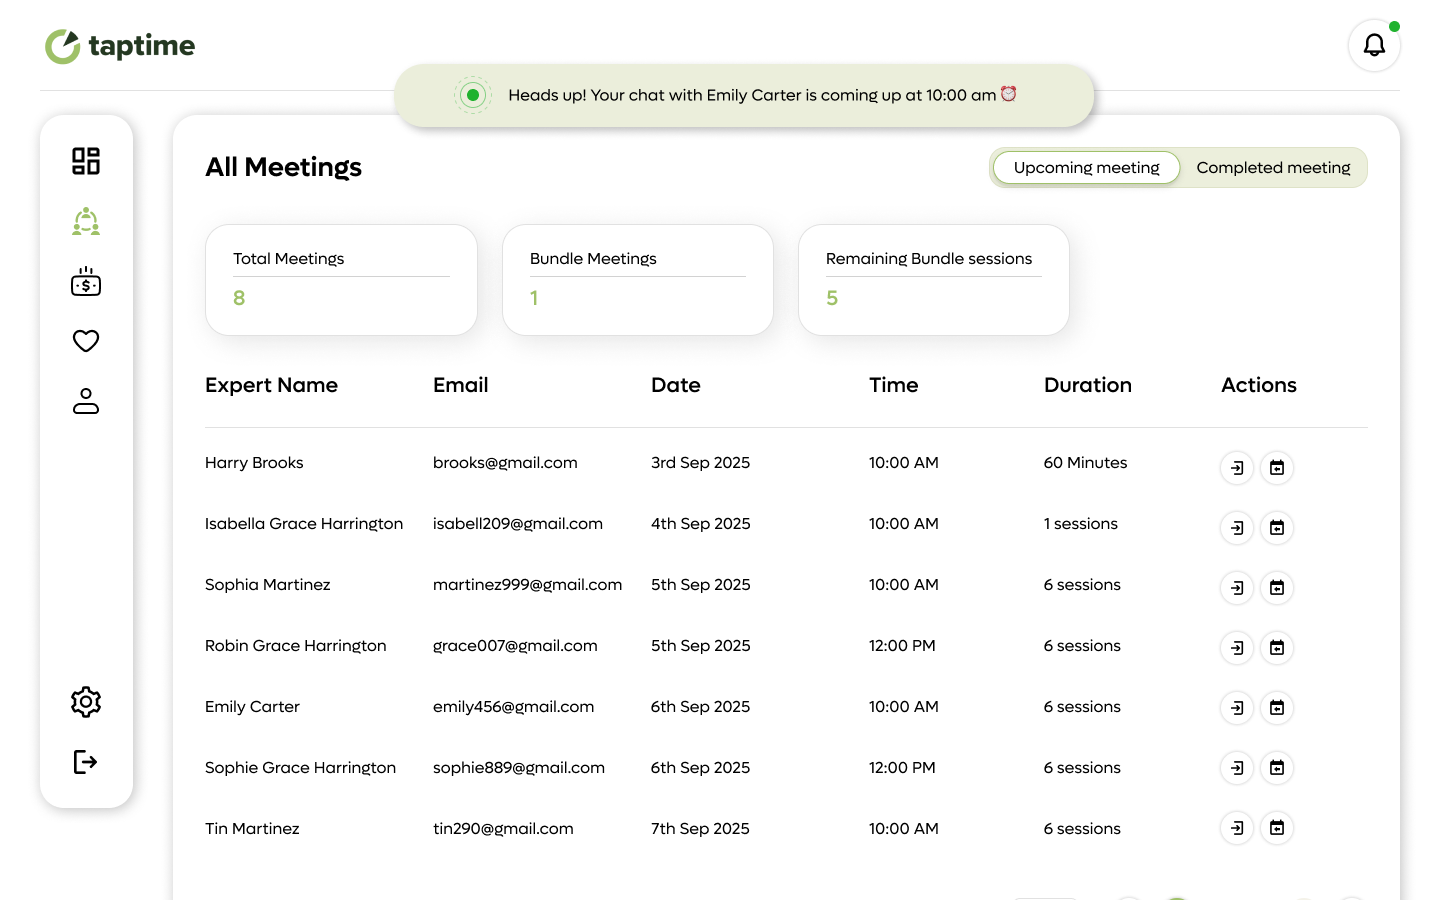 taptime
Heads up! Your chat with Emily Carter is coming up at 10:00 am ⏰
All Meetings
Upcoming meeting Completed meeting
Total Meetings Bundle Meetings Remaining Bundle sessions
8 1 5
Expert Name Email Date Time Duration Actions
Harry Brooks brooks@gmail.com 3rd Sep 2025 10:00 AM 60 Minutes
Isabella Grace Harrington isabell209@gmail.com 4th Sep 2025 10:00 AM 1 sessions
Sophia Martinez martinez999@gmail.com 5th Sep 2025 10:00 AM 6 sessions
Robin Grace Harrington grace007@gmail.com 5th Sep 2025 12:00 PM 6 sessions
Emily Carter emily456@gmail.com 6th Sep 2025 10:00 AM 6 sessions
Sophie Grace Harrington sophie889@gmail.com 6th Sep 2025 12:00 PM 6 sessions
Tin Martinez tin290@gmail.com 7th Sep 2025 10:00 AM 6 sessions